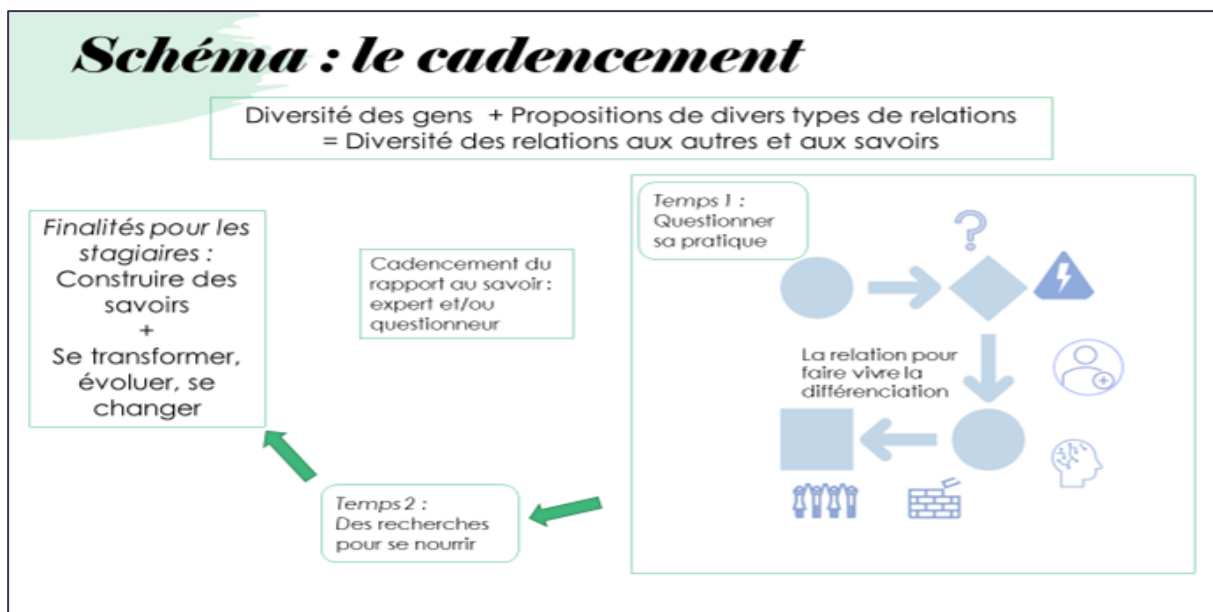 Schéma : le cadencement
Diversité des gens + Propositions de divers types de relations
= Diversité des relations aux autres et aux savoirs
Finalités pour les
stagiaires :
Construire des
savoirs
+
Se transformer,
évoluer, se
changer
Cadencement du
rapport au savoir :
expert et/ou
questionneur
Temps 1 :
Questionner
sa pratique
?
La relation pour
faire vivre la
différenciation
Temps 2 :
Des recherches
pour se nourrir